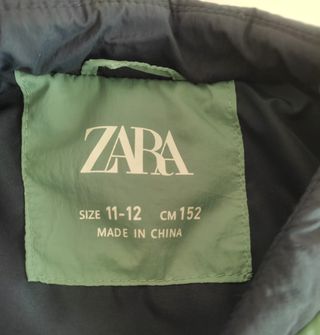 ZARA
SIZE 11-12 CM 152
MADE IN CHINA